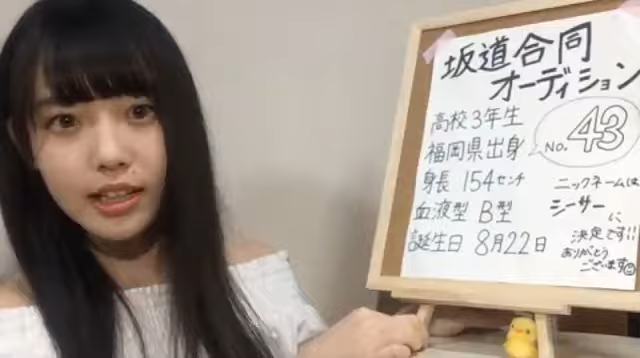 坂道合同
オーディション
高校3年生
福岡県出身
No. 43
身長 154センチ
血液型 B型
誕生日 8月22日
ニックネームは
シーサー
に
決定です!!
ありがとう
ございます☺